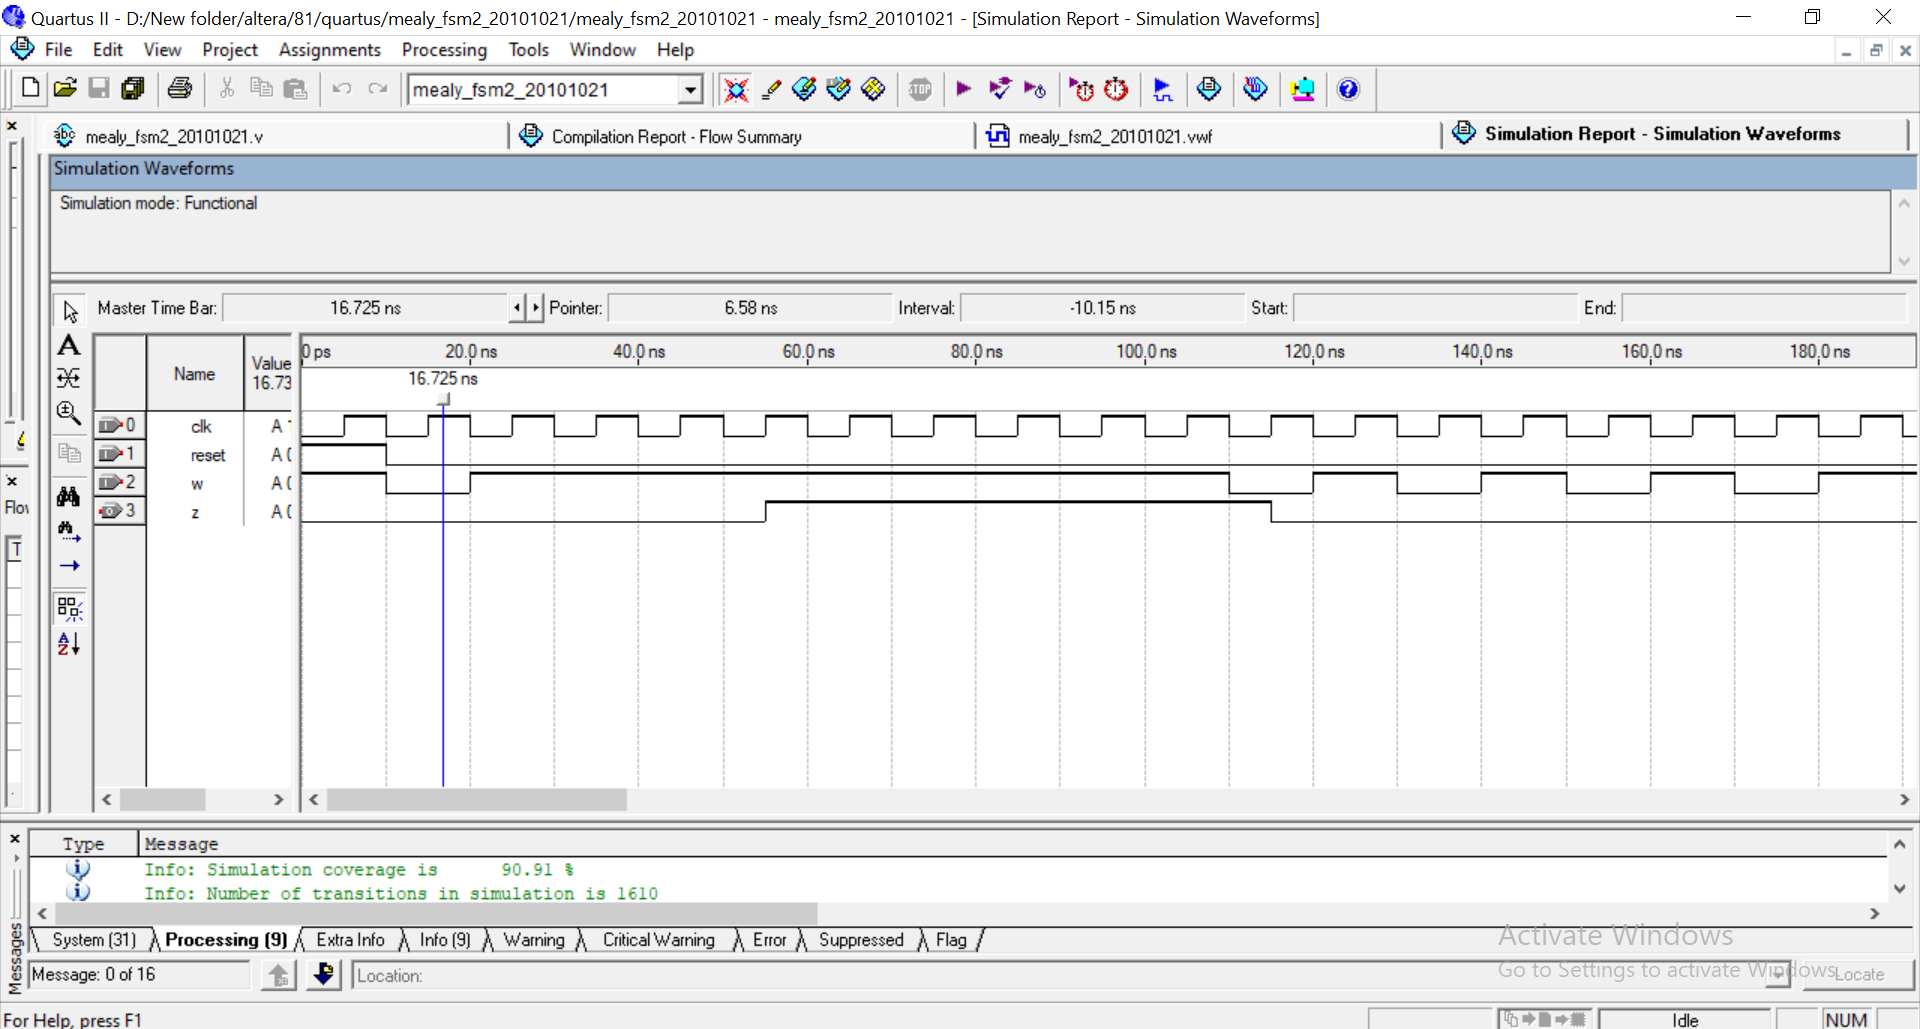 Quartus II - D:/New folder/altera/81/quartus/mealy_fsm2_20101021/mealy_fsm2_20101021 - mealy_fsm2_20101021 - [Simulation Report - Simulation Waveforms]
File Edit View Project Assignments Processing Tools Window Help
mealy_fsm2_20101021
STOP
abc mealy_fsm2_20101021.v Compilation Report - Flow Summary mealy_fsm2_20101021.vwf Simulation Report - Simulation Waveforms
Simulation Waveforms
Simulation mode: Functional
Master Time Bar: 16.725 ns Pointer: 6.58 ns Interval: -10.15 ns Start: End:
Name Value 16.73
0 ps 20.0 ns 40.0 ns 60.0 ns 80.0 ns 100.0 ns 120.0 ns 140.0 ns 160.0 ns 180.0 ns
16.725 ns
0 clk A 1
1 reset A 0
2 w A 0
3 z A 0
Flow
T
A
Z
Type Message
Info: Simulation coverage is 90.91 %
Info: Number of transitions in simulation is 1610
System (31) Processing (9) Extra Info Info (9) Warning Critical Warning Error Suppressed Flag
Messages
Message: 0 of 16 Location: Locate
Activate Windows
Go to Settings to activate Windows.
For Help, press F1 Idle NUM